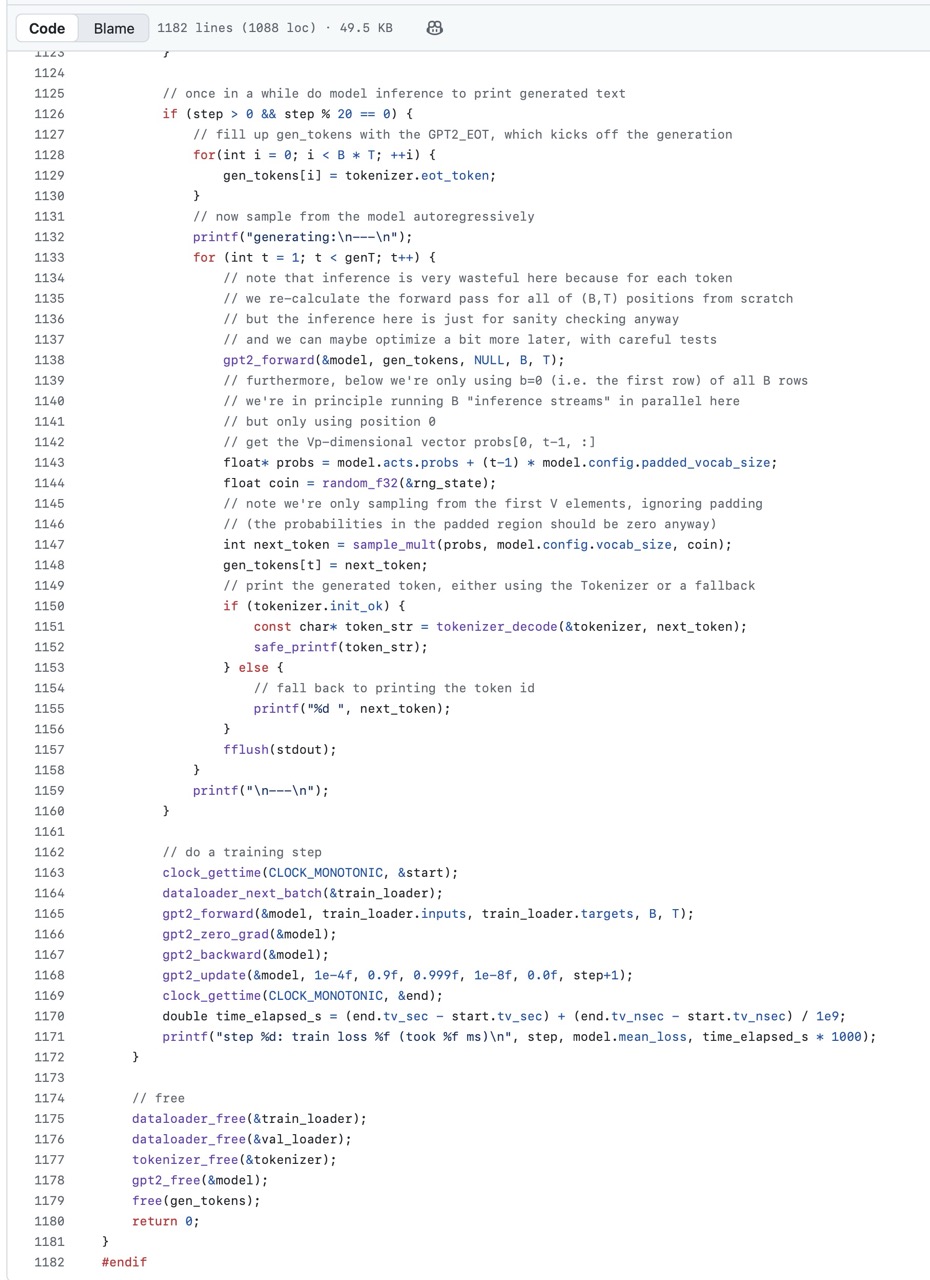 Code Blame 1182 lines (1088 loc) · 49.5 KB
1123 }
1124
1125 // once in a while do model inference to print generated text
1126 if (step > 0 && step % 20 == 0) {
1127 // fill up gen_tokens with the GPT2_EOT, which kicks off the generation
1128 for(int i = 0; i < B * T; ++i) {
1129 gen_tokens[i] = tokenizer.eot_token;
1130 }
1131 // now sample from the model autoregressively
1132 printf("generating:\n---\n");
1133 for (int t = 1; t < genT; t++) {
1134 // note that inference is very wasteful here because for each token
1135 // we re-calculate the forward pass for all of (B,T) positions from scratch
1136 // but the inference here is just for sanity checking anyway
1137 // and we can maybe optimize a bit more later, with careful tests
1138 gpt2_forward(&model, gen_tokens, NULL, B, T);
1139 // furthermore, below we're only using b=0 (i.e. the first row) of all B rows
1140 // we're in principle running B "inference streams" in parallel here
1141 // but only using position 0
1142 // get the Vp-dimensional vector probs[0, t-1, :]
1143 float* probs = model.acts.probs + (t-1) * model.config.padded_vocab_size;
1144 float coin = random_f32(&rng_state);
1145 // note we're only sampling from the first V elements, ignoring padding
1146 // (the probabilities in the padded region should be zero anyway)
1147 int next_token = sample_mult(probs, model.config.vocab_size, coin);
1148 gen_tokens[t] = next_token;
1149 // print the generated token, either using the Tokenizer or a fallback
1150 if (tokenizer.init_ok) {
1151 const char* token_str = tokenizer_decode(&tokenizer, next_token);
1152 safe_printf(token_str);
1153 } else {
1154 // fall back to printing the token id
1155 printf("%d ", next_token);
1156 }
1157 fflush(stdout);
1158 }
1159 printf("\n---\n");
1160 }
1161
1162 // do a training step
1163 clock_gettime(CLOCK_MONOTONIC, &start);
1164 dataloader_next_batch(&train_loader);
1165 gpt2_forward(&model, train_loader.inputs, train_loader.targets, B, T);
1166 gpt2_zero_grad(&model);
1167 gpt2_backward(&model);
1168 gpt2_update(&model, 1e-4f, 0.9f, 0.999f, 1e-8f, 0.0f, step+1);
1169 clock_gettime(CLOCK_MONOTONIC, &end);
1170 double time_elapsed_s = (end.tv_sec - start.tv_sec) + (end.tv_nsec - start.tv_nsec) / 1e9;
1171 printf("step %d: train loss %f (took %f ms)\n", step, model.mean_loss, time_elapsed_s * 1000);
1172 }
1173
1174 // free
1175 dataloader_free(&train_loader);
1176 dataloader_free(&val_loader);
1177 tokenizer_free(&tokenizer);
1178 gpt2_free(&model);
1179 free(gen_tokens);
1180 return 0;
1181 }
1182 #endif